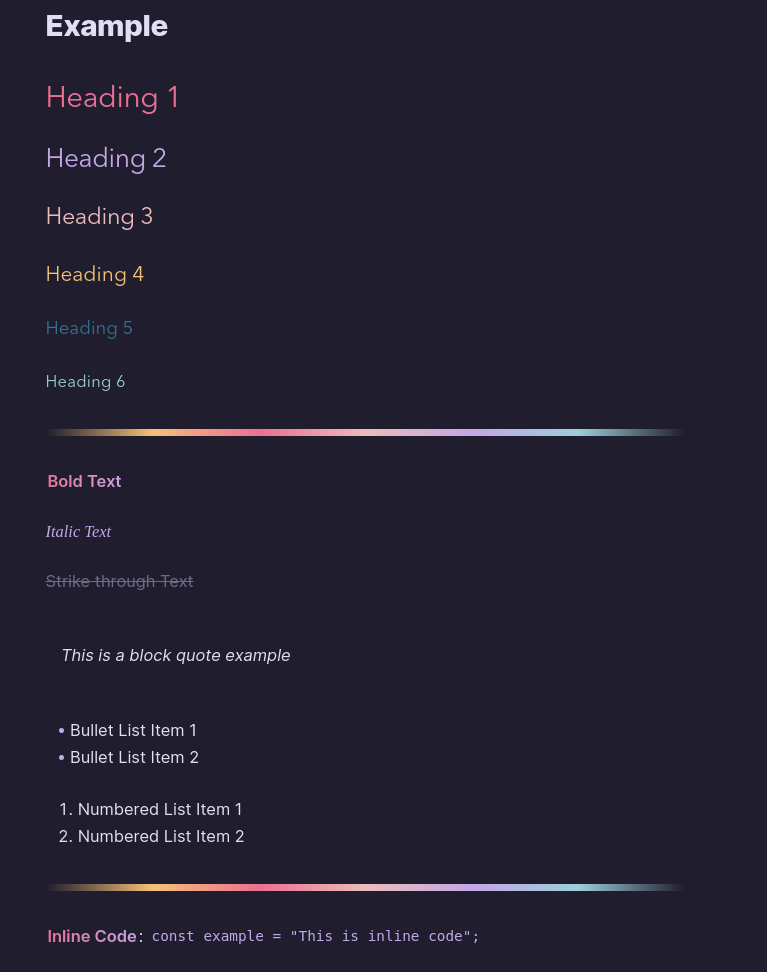 Example
Heading 1
Heading 2
Heading 3
Heading 4
Heading 5
Heading 6
Bold Text
Italic Text
Strike through Text
This is a block quote example
• Bullet List Item 1
• Bullet List Item 2
1. Numbered List Item 1
2. Numbered List Item 2
Inline Code: const example = "This is inline code";